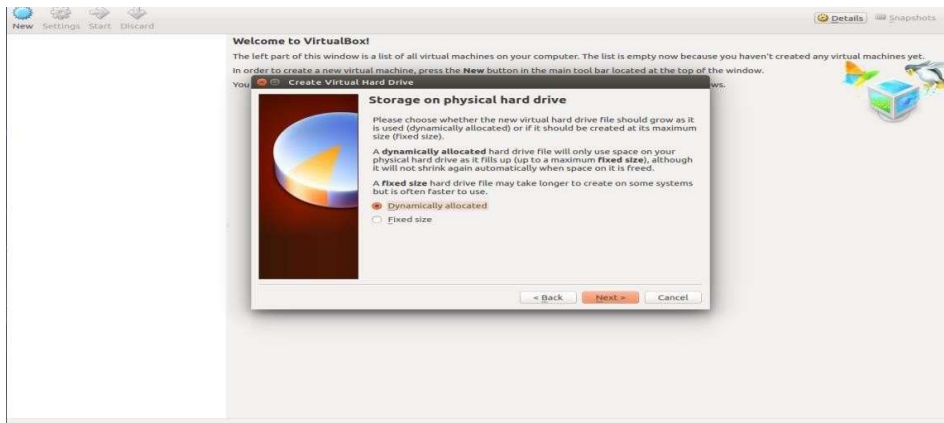 New Settings Start Discard
Details Snapshots
Welcome to VirtualBox!
The left part of this window is a list of all virtual machines on your computer. The list is empty now because you haven't created any virtual machines yet.
In order to create a new virtual machine, press the New button in the main tool bar located at the top of the window.
You
ws.
Create Virtual Hard Drive
Storage on physical hard drive
Please choose whether the new virtual hard drive file should grow as it
is used (dynamically allocated) or if it should be created at its maximum
size (fixed size).
A dynamically allocated hard drive file will only use space on your
physical hard drive as it fills up (up to a maximum fixed size), although
it will not shrink again automatically when space on it is freed.
A fixed size hard drive file may take longer to create on some systems
but is often faster to use.
Dynamically allocated
Fixed size
< Back Next > Cancel